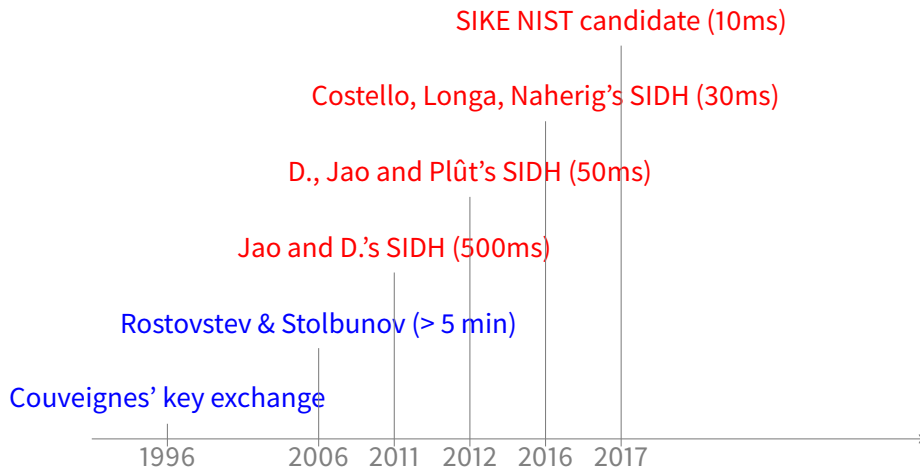 SIKE NIST candidate (10ms)
Costello, Longa, Naherig’s SIDH (30ms)
D., Jao and Plût’s SIDH (50ms)
Jao and D.’s SIDH (500ms)
Rostovstev & Stolbunov (> 5 min)
Couveignes’ key exchange
1996 2006 2011 2012 2016 2017